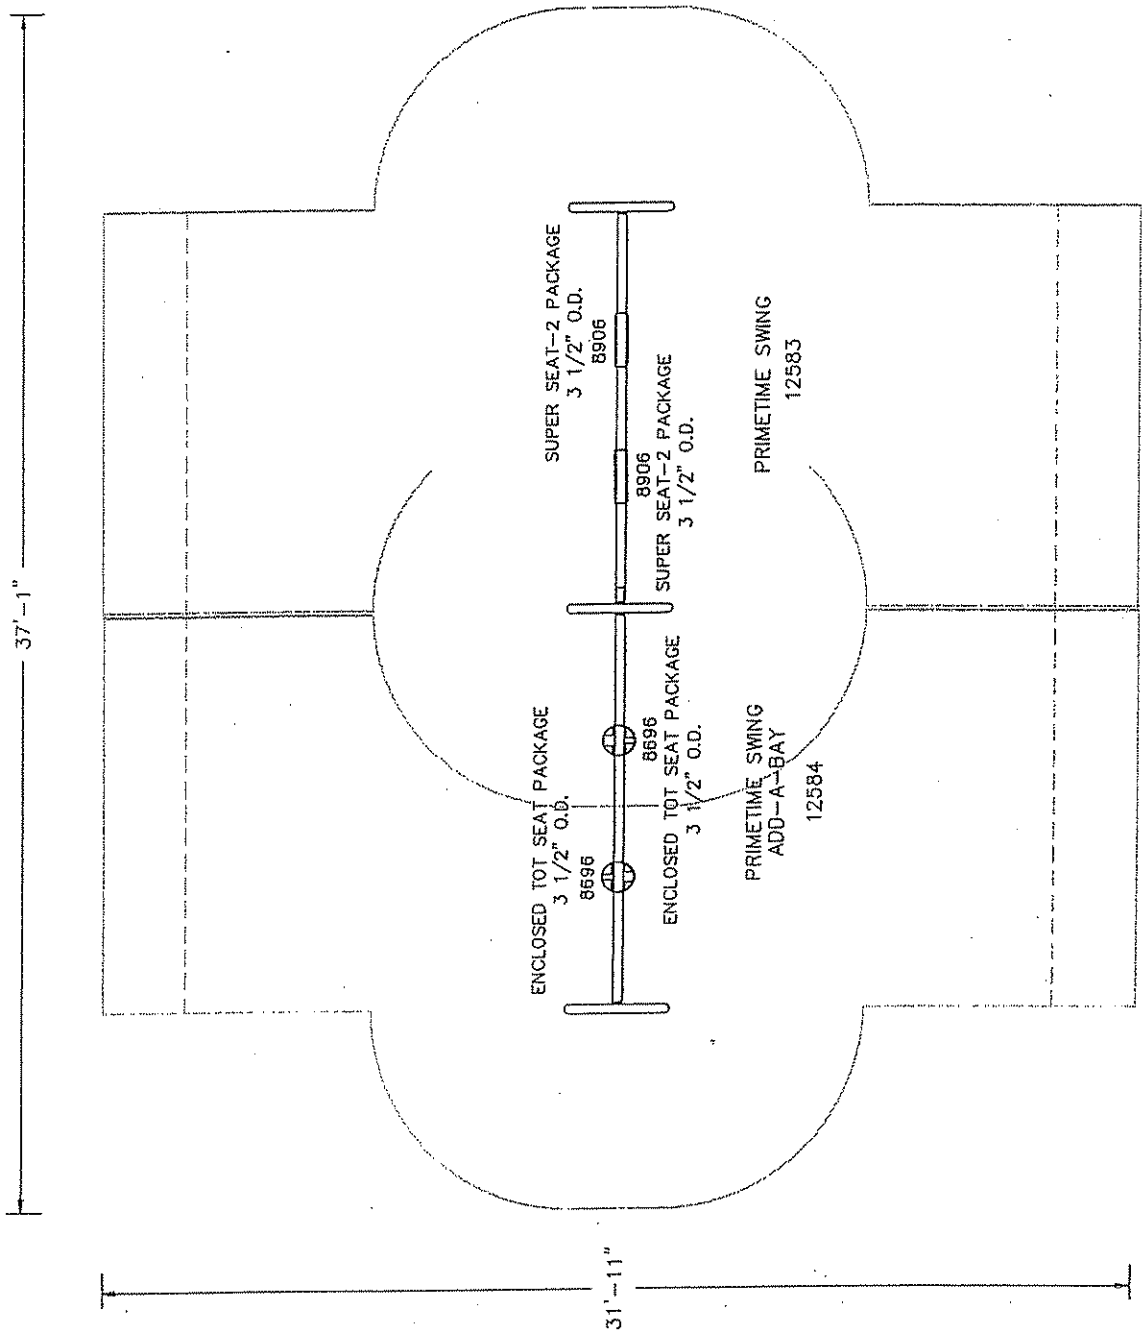 37'-1"
31'-11"
ENCLOSED TOT SEAT PACKAGE
3 1/2" O.D.
8696
SUPER SEAT-2 PACKAGE
3 1/2" O.D.
8906
8696
ENCLOSED TOT SEAT PACKAGE
3 1/2" O.D.
8906
SUPER SEAT-2 PACKAGE
3 1/2" O.D.
PRIMETIME SWING
ADD-A-BAY
12584
PRIMETIME SWING
12583